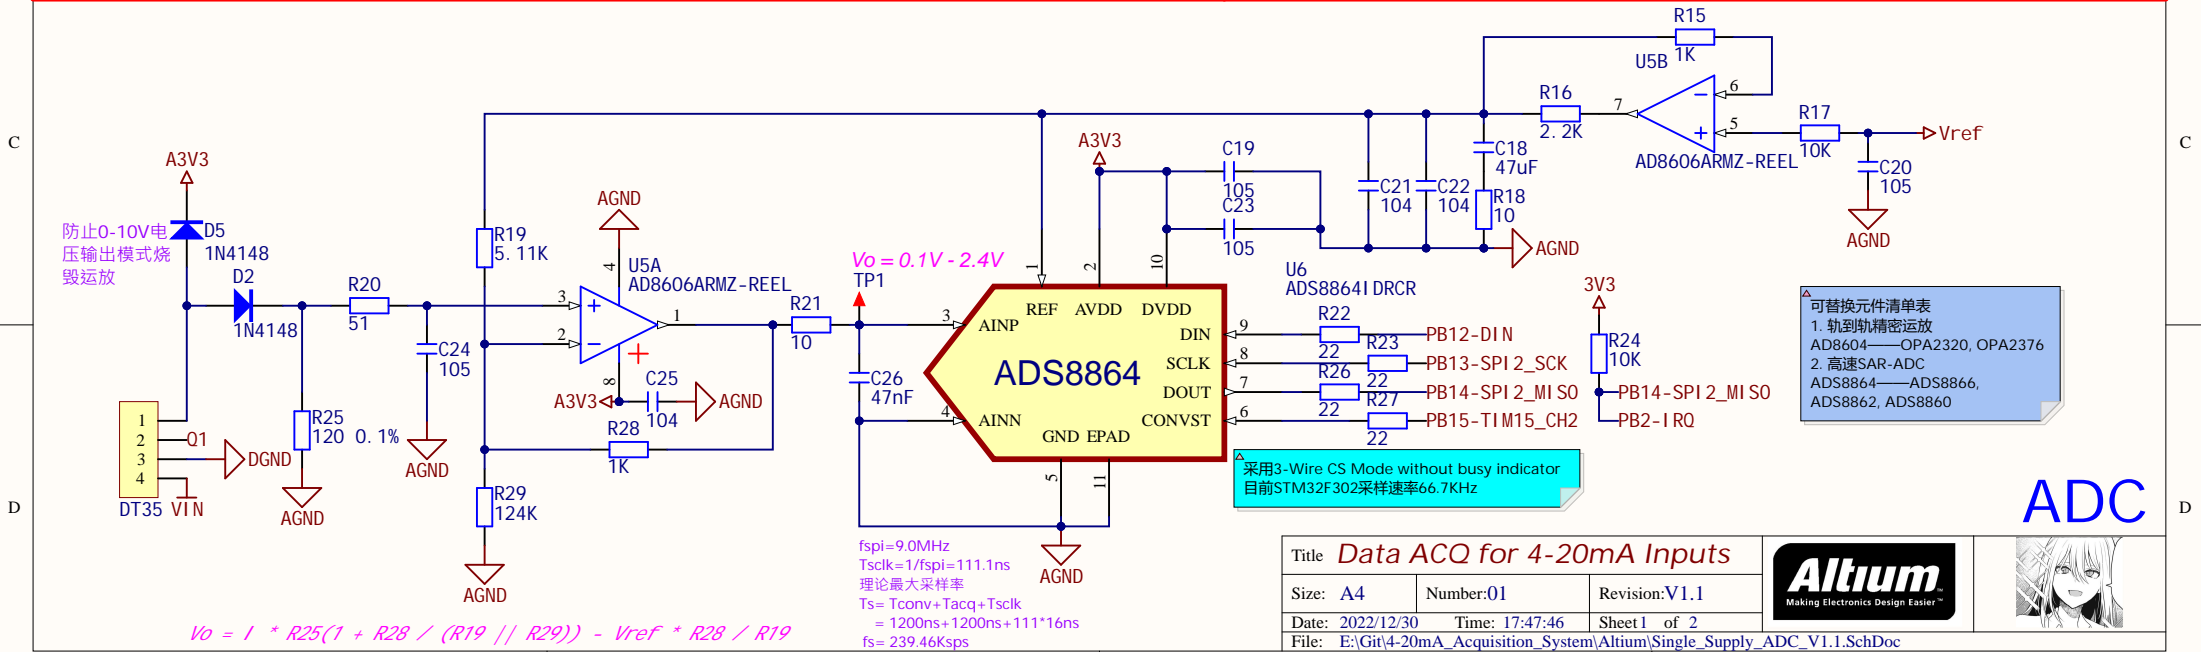 R15
1K
U5B
6
7
5
R16
2.2K
R17
10K
Vref
AD8606ARMZ-REEL
C20
105
AGND
C
C
A3V3
防止0-10V电
压输出模式烧
毁运放
D5
1N4148
D2
1N4148
R20
51
C24
105
AGND
R25
120 0.1%
AGND
1
2
3
4
Q1
DGND
DT35
VIN
R19
5.11K
AGND
4
U5A
AD8606ARMZ-REEL
3
2
1
8
A3V3
C25
104
AGND
R28
1K
R29
124K
AGND
R21
10
Vo = 0.1V - 2.4V
TP1
C26
47nF
A3V3
C19
105
C23
105
C21
104
C22
104
C18
47uF
R18
10
AGND
1
2
10
REF
AVDD
DVDD
3
AINP
4
AINN
ADS8864
GND
EPAD
5
11
AGND
DIN
SCLK
DOUT
CONVST
9
8
7
6
U6
ADS8864IDRCR
R22
22
R23
22
R26
22
R27
22
PB12-DIN
PB13-SPI2_SCK
PB14-SPI2_MISO
PB15-TIM15_CH2
3V3
R24
10K
PB14-SPI2_MISO
PB2-IRQ
可替换元件清单表
1. 轨到轨精密运放
AD8604——OPA2320, OPA2376
2. 高速SAR-ADC
ADS8864——ADS8866,
ADS8862, ADS8860
采用3-Wire CS Mode without busy indicator
目前STM32F302采样速率66.7KHz
D
D
ADC
fspi=9.0MHz
Tsclk=1/fspi=111.1ns
理论最大采样率
Ts= Tconv+Tacq+Tsclk
= 1200ns+1200ns+111*16ns
fs= 239.46Ksps
Vo = I * R25(1 + R28 / (R19 || R29)) - Vref * R28 / R19
Title Data ACQ for 4-20mA Inputs
Size: A4 Number:01 Revision:V1.1
Date: 2022/12/30 Time: 17:47:46 Sheet1 of 2
File: E:\Git\4-20mA_Acquisition_System\Altium\Single_Supply_ADC_V1.1.SchDoc
Altium
Making Electronics Design Easier™